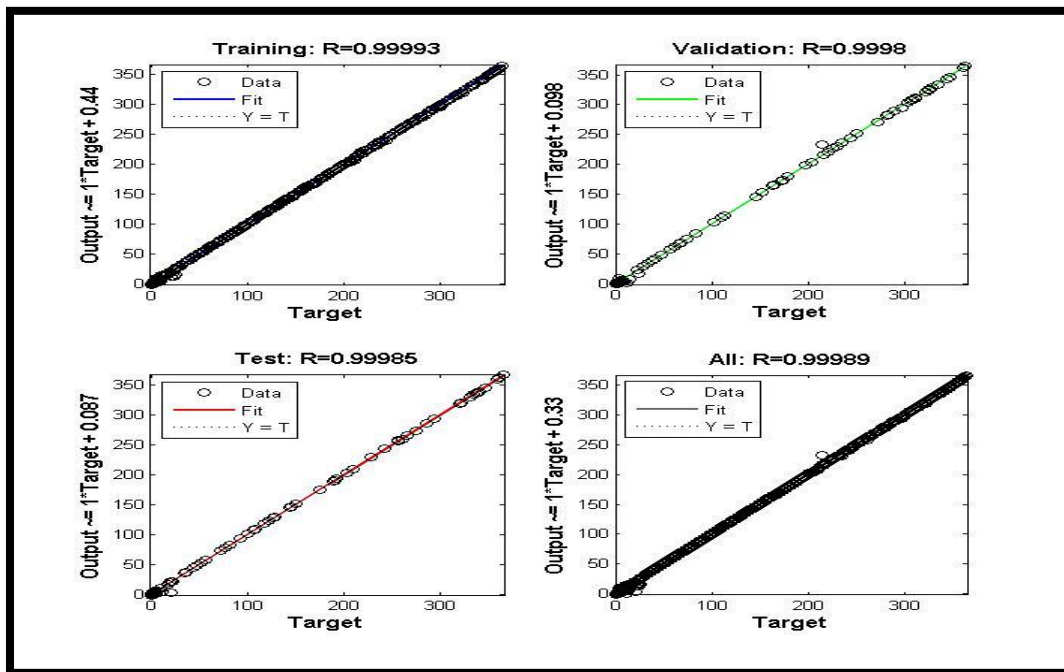 Training: R=0.99993
Output ~= 1*Target + 0.44
350
300
250
200
150
100
50
0
Data
Fit
Y = T
0 100 200 300
Target
Validation: R=0.9998
Output ~= 1*Target + 0.098
350
300
250
200
150
100
50
0
Data
Fit
Y = T
0 100 200 300
Target
Test: R=0.99985
Output ~= 1*Target + 0.087
350
300
250
200
150
100
50
0
Data
Fit
Y = T
0 100 200 300
Target
All: R=0.99989
Output ~= 1*Target + 0.33
350
300
250
200
150
100
50
0
Data
Fit
Y = T
0 100 200 300
Target